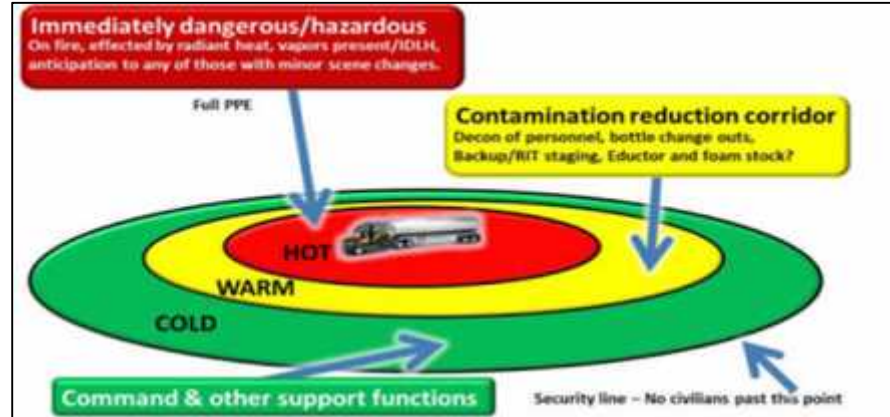 Immediately dangerous/hazardous
On fire, effected by radiant heat, vapors present/IDLH,
anticipation to any of those with minor scene changes.
Full PPE
Contamination reduction corridor
Decon of personnel, bottle change outs,
Backup/RIT staging, Eductor and foam stock?
HOT
WARM
COLD
Command & other support functions
Security line – No civilians past this point